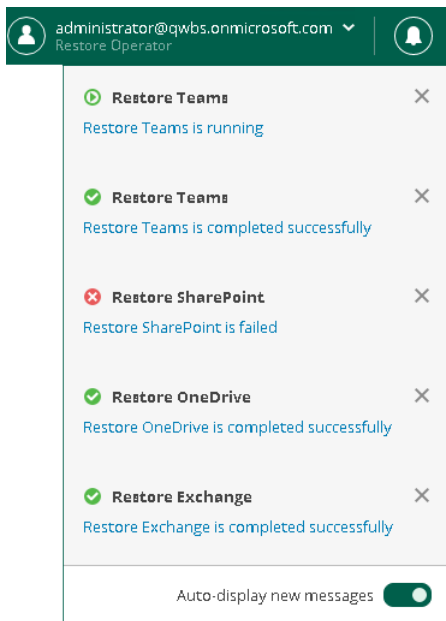 administrator@qwbs.onmicrosoft.com
Restore Operator
Restore Teams
Restore Teams is running
Restore Teams
Restore Teams is completed successfully
Restore SharePoint
Restore SharePoint is failed
Restore OneDrive
Restore OneDrive is completed successfully
Restore Exchange
Restore Exchange is completed successfully
Auto-display new messages